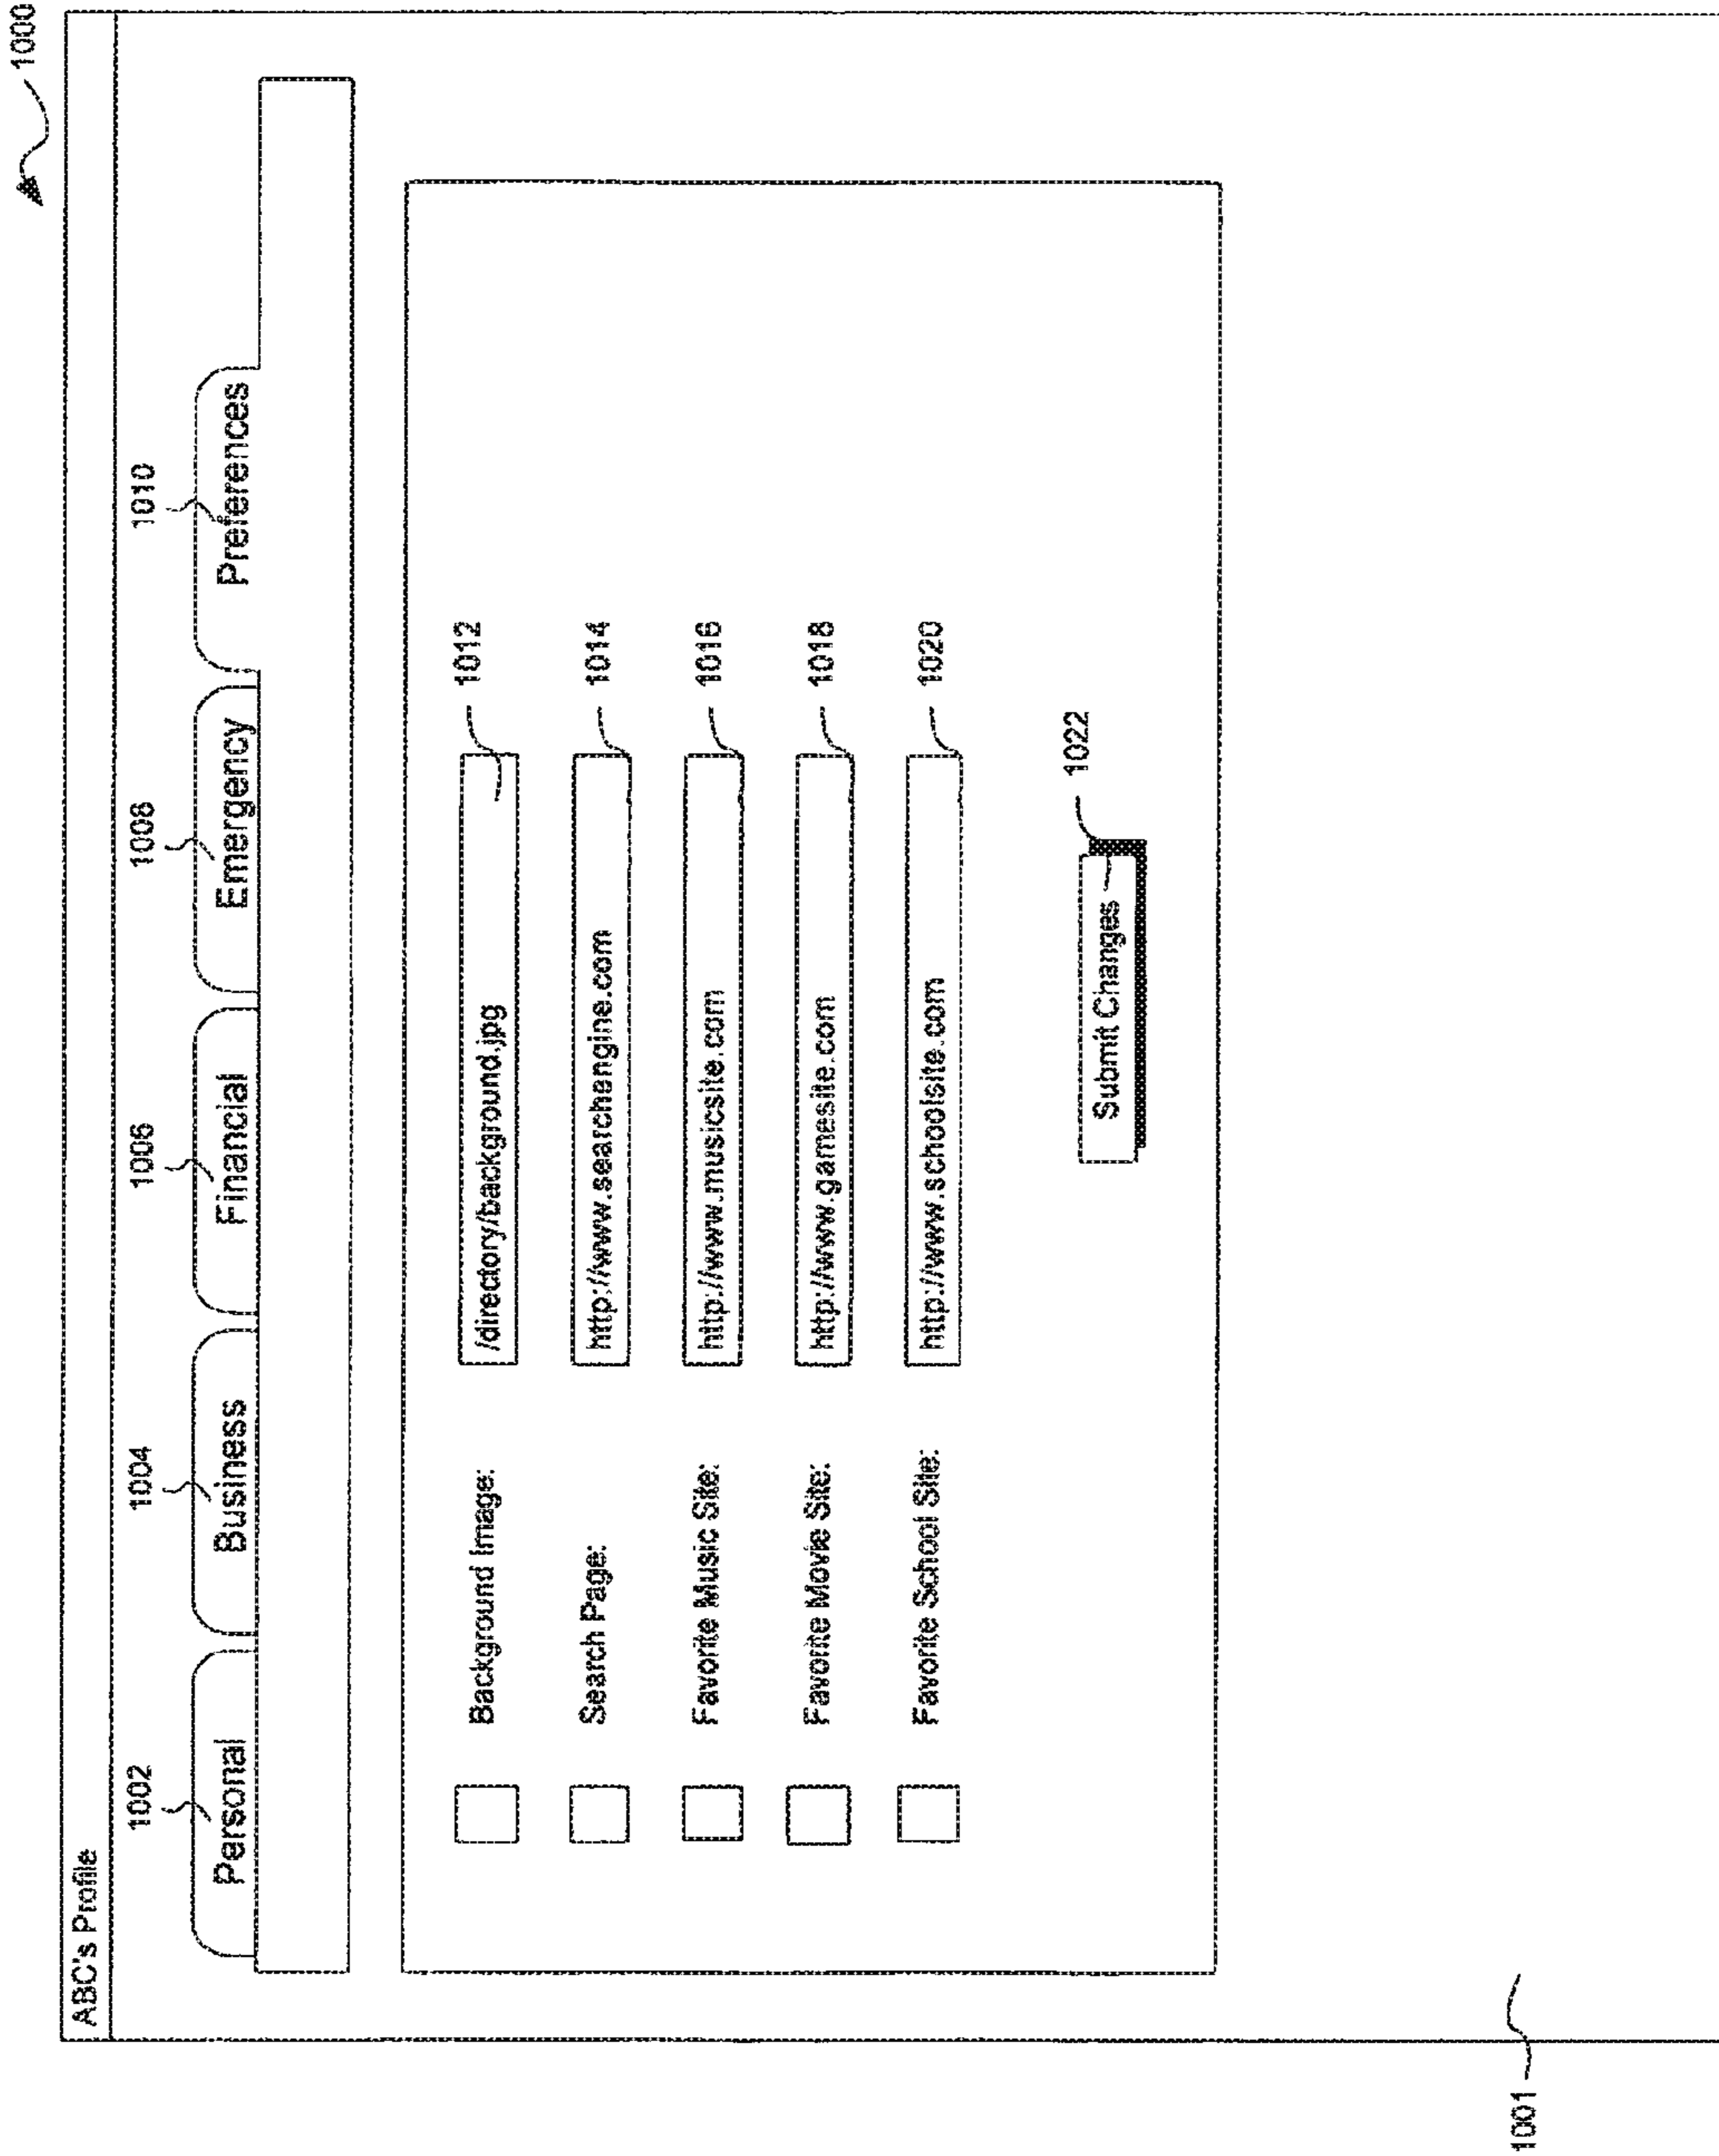 1000
ABC's Profile
1002 1004 1006 1008 1010
Personal Business Financial Emergency Preferences
Background Image: /directory/background.jpg 1012
Search Page: http://www.searchengine.com 1014
Favorite Music Site: http://www.musicsite.com 1016
Favorite Movie Site: http://www.gamesite.com 1018
Favorite School Site: http://www.schoolsite.com 1020
1022
Submit Changes
1001